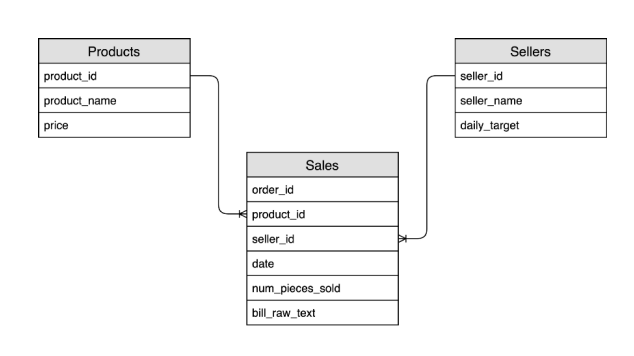 Products
product_id
product_name
price
Sellers
seller_id
seller_name
daily_target
Sales
order_id
product_id
seller_id
date
num_pieces_sold
bill_raw_text